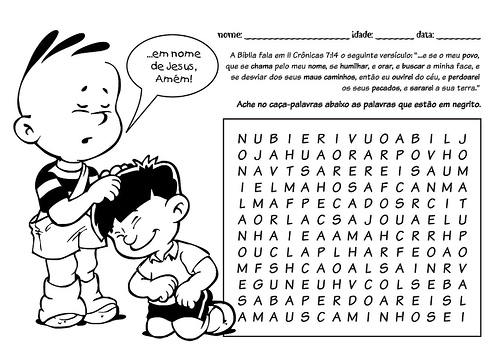 nome: ________________________ idade: ________ data: __________
A Bíblia fala em II Crônicas 7:14 o seguinte versículo: "...e se o meu povo,
que se chama pelo meu nome, se humilhar, e orar, e buscar a minha face, e
se desviar dos seus maus caminhos, então eu ouvirei do céu, e perdoarei
os seus pecados, e sararei a sua terra."
Ache no caça-palavras abaixo as palavras que estão em negrito.
...em nome
de Jesus,
Amém!
N U B I E R I V U O A B I L J
O J A H U A O R A R P O V H O
N A V T S A R E R E I S A U M
I E L M A H O S A F C A N M A
L M A F P E C A D O S R C I T
A O R L A C S A J O U A E L U
N H A I E A A M A H C R R H P
O U C L A P L H A R F E O A O
M F S H C A O A L S A I N R V
E G U N E U H V C O L S E B A
S A B A P E R D O A R E I S L
A M A U S C A M I N H O S E I